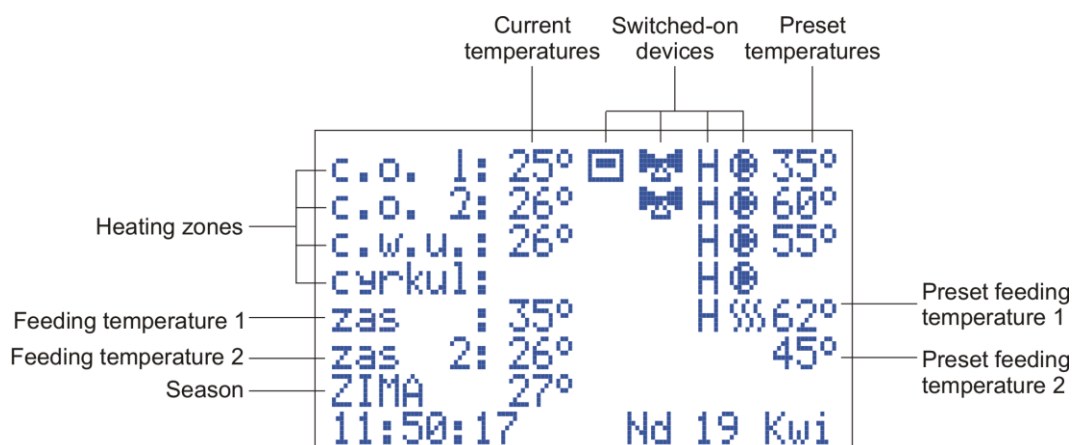 Current temperatures
Switched-on devices
Preset temperatures
Heating zones
Feeding temperature 1
Feeding temperature 2
Season
c.o. 1: 25° H 35°
c.o. 2: 26° H 60°
c.w.u.: 26° H 55°
cyrkul: H
zas : 35° H 62°
zas 2: 26° 45°
ZIMA 27°
11:50:17 Nd 19 Kwi
Preset feeding temperature 1
Preset feeding temperature 2